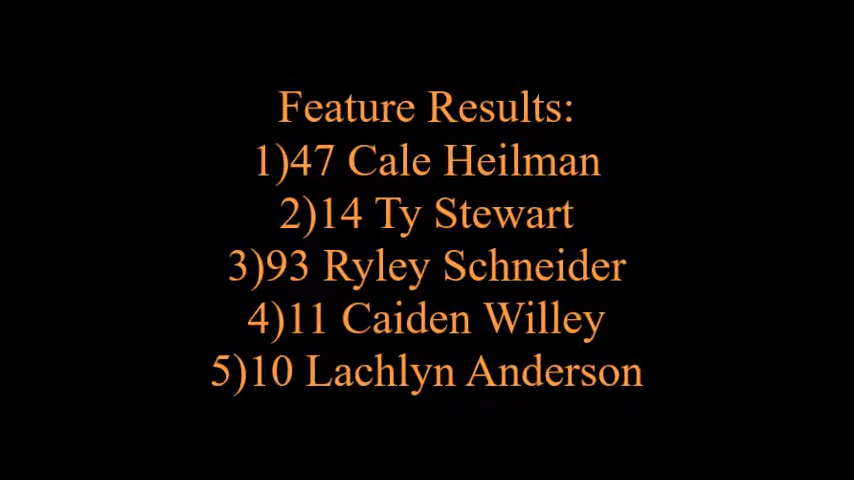 Feature Results:
1)47 Cale Heilman
2)14 Ty Stewart
3)93 Ryley Schneider
4)11 Caiden Willey
5)10 Lachlyn Anderson